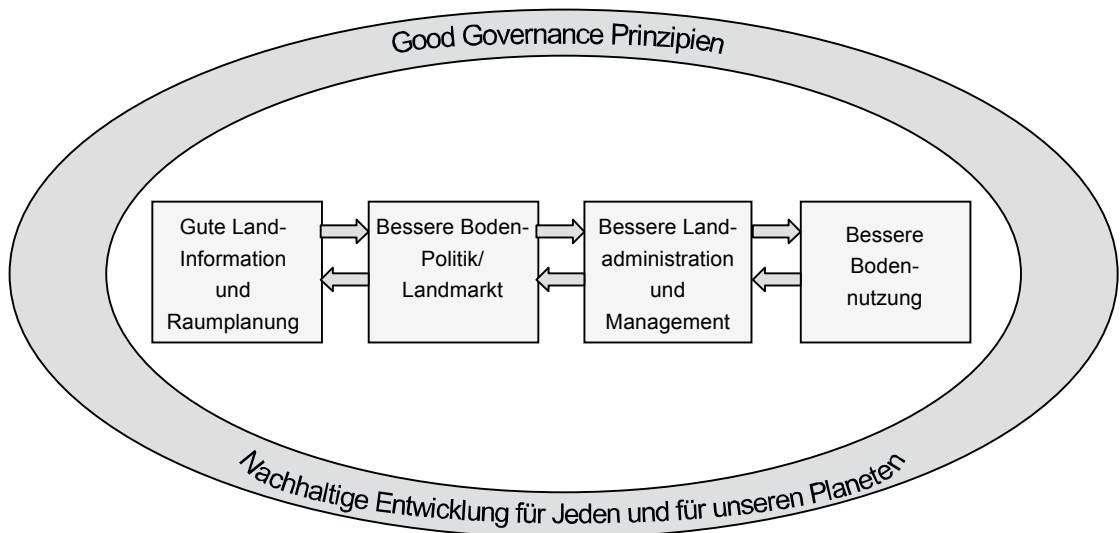 Good Governance Prinzipien
Gute Land-
Information
und
Raumplanung
Bessere Boden-
Politik/
Landmarkt
Bessere Land-
administration
und
Management
Bessere
Boden-
nutzung
Nachhaltige Entwicklung für Jeden und für unseren Planeten